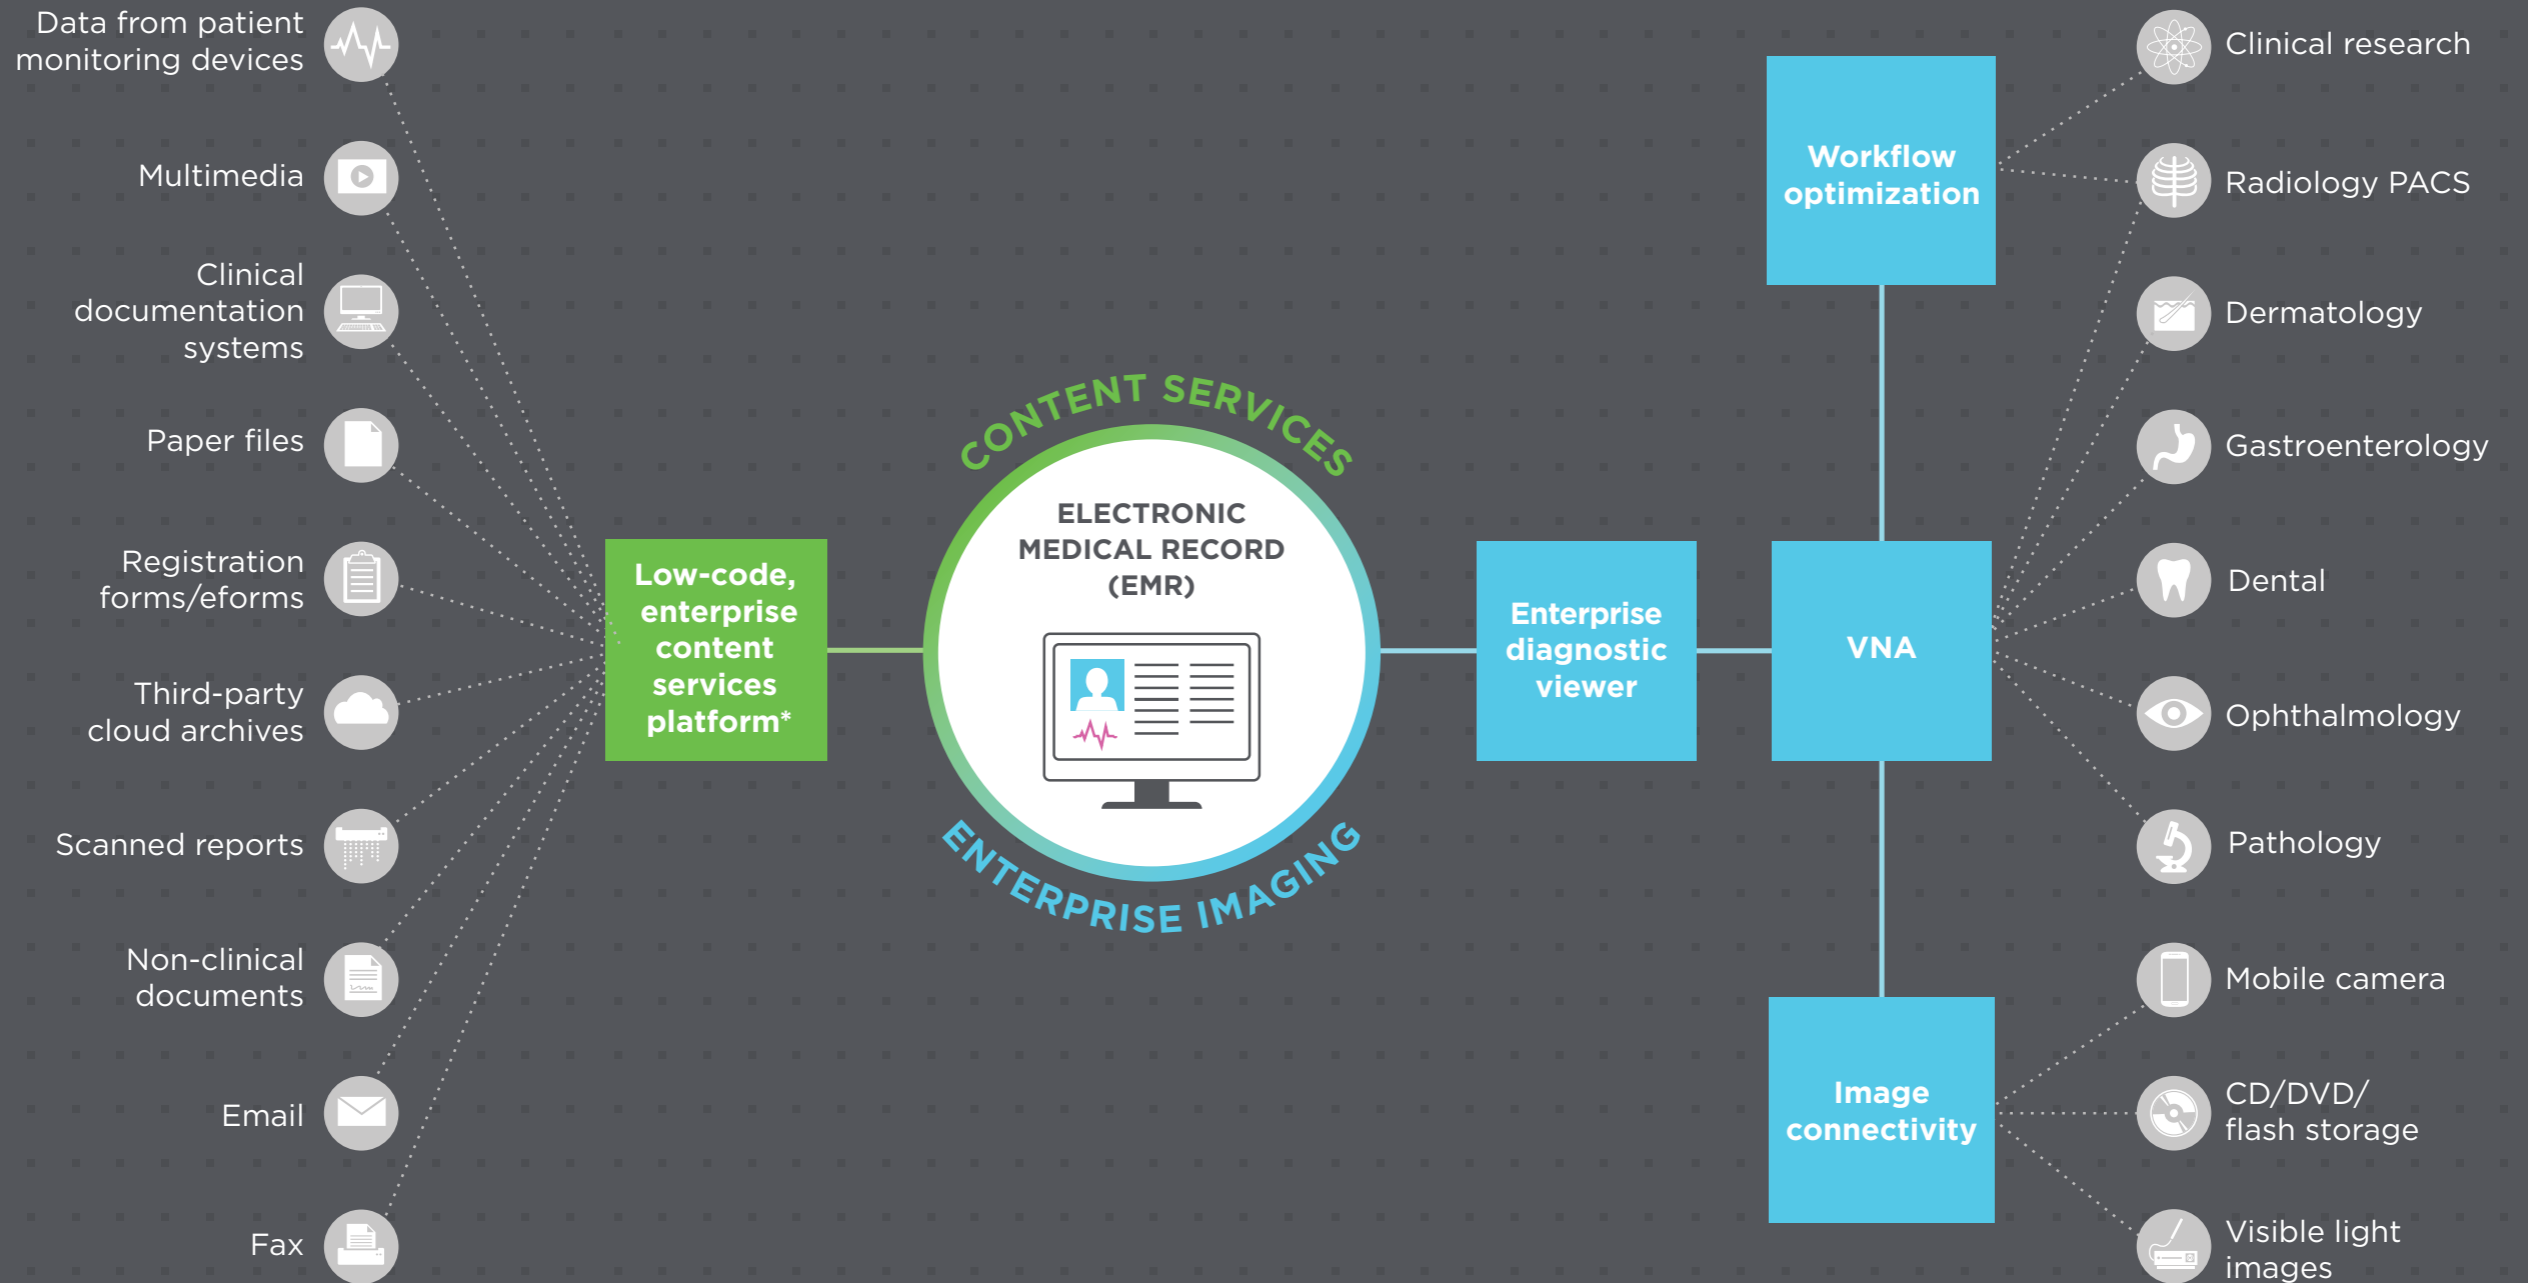 Data from patient
monitoring devices
Multimedia
Clinical
documentation
systems
Paper files
Registration
forms/eforms
Third-party
cloud archives
Scanned reports
Non-clinical
documents
Email
Fax
Low-code,
enterprise
content
services
platform*
CONTENT SERVICES
ELECTRONIC
MEDICAL RECORD
(EMR)
ENTERPRISE IMAGING
Enterprise
diagnostic
viewer
Workflow
optimization
VNA
Image
connectivity
Clinical research
Radiology PACS
Dermatology
Gastroenterology
Dental
Ophthalmology
Pathology
Mobile camera
CD/DVD/
flash storage
Visible light
images